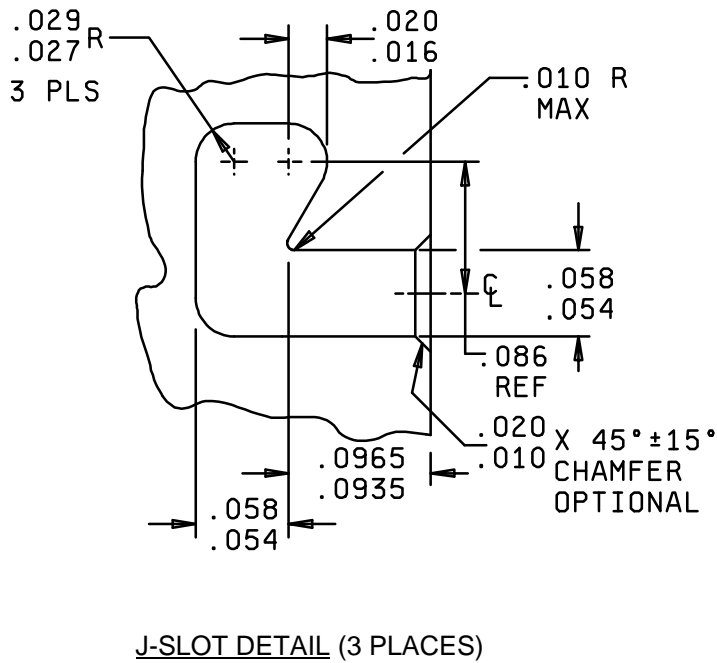 .029
.027 R
3 PLS
.020
.016
.010 R
MAX
℄
.058
.054
.086
REF
.020
.010 X 45°±15°
CHAMFER
OPTIONAL
.0965
.0935
.058
.054
J-SLOT DETAIL (3 PLACES)